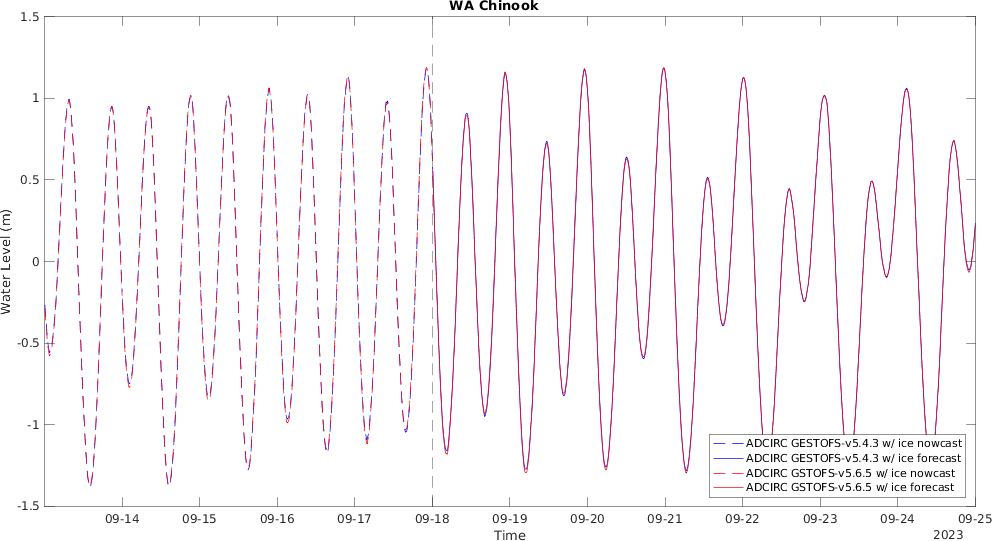 WA Chinook
1.5
1
0.5
0
-0.5
-1
-1.5
Water Level (m)
ADCIRC GESTOFS-v5.4.3 w/ ice nowcast
ADCIRC GESTOFS-v5.4.3 w/ ice forecast
ADCIRC GSTOFS-v5.6.5 w/ ice nowcast
ADCIRC GSTOFS-v5.6.5 w/ ice forecast
09-14 09-15 09-16 09-17 09-18 09-19 09-20 09-21 09-22 09-23 09-24 09-25
Time
2023